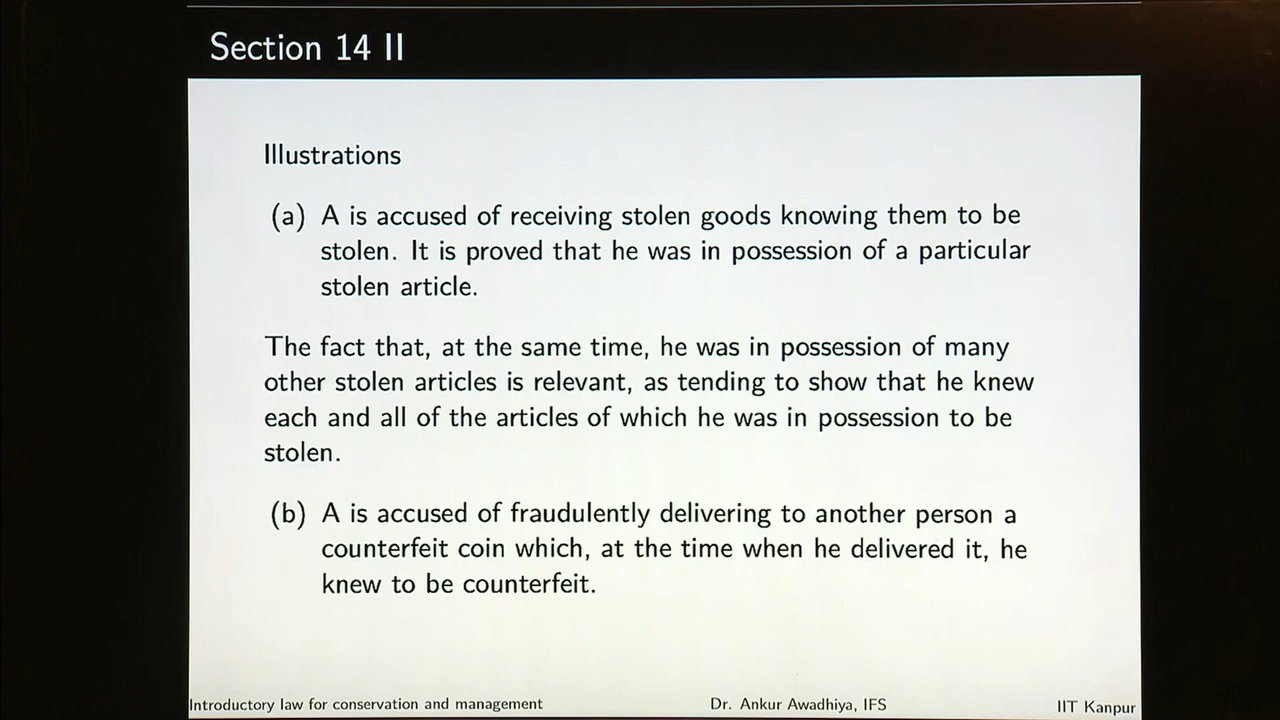 Section 14 II
Illustrations
(a) A is accused of receiving stolen goods knowing them to be
stolen. It is proved that he was in possession of a particular
stolen article.
The fact that, at the same time, he was in possession of many
other stolen articles is relevant, as tending to show that he knew
each and all of the articles of which he was in possession to be
stolen.
(b) A is accused of fraudulently delivering to another person a
counterfeit coin which, at the time when he delivered it, he
knew to be counterfeit.
Introductory law for conservation and management Dr. Ankur Awadhiya, IFS IIT Kanpur